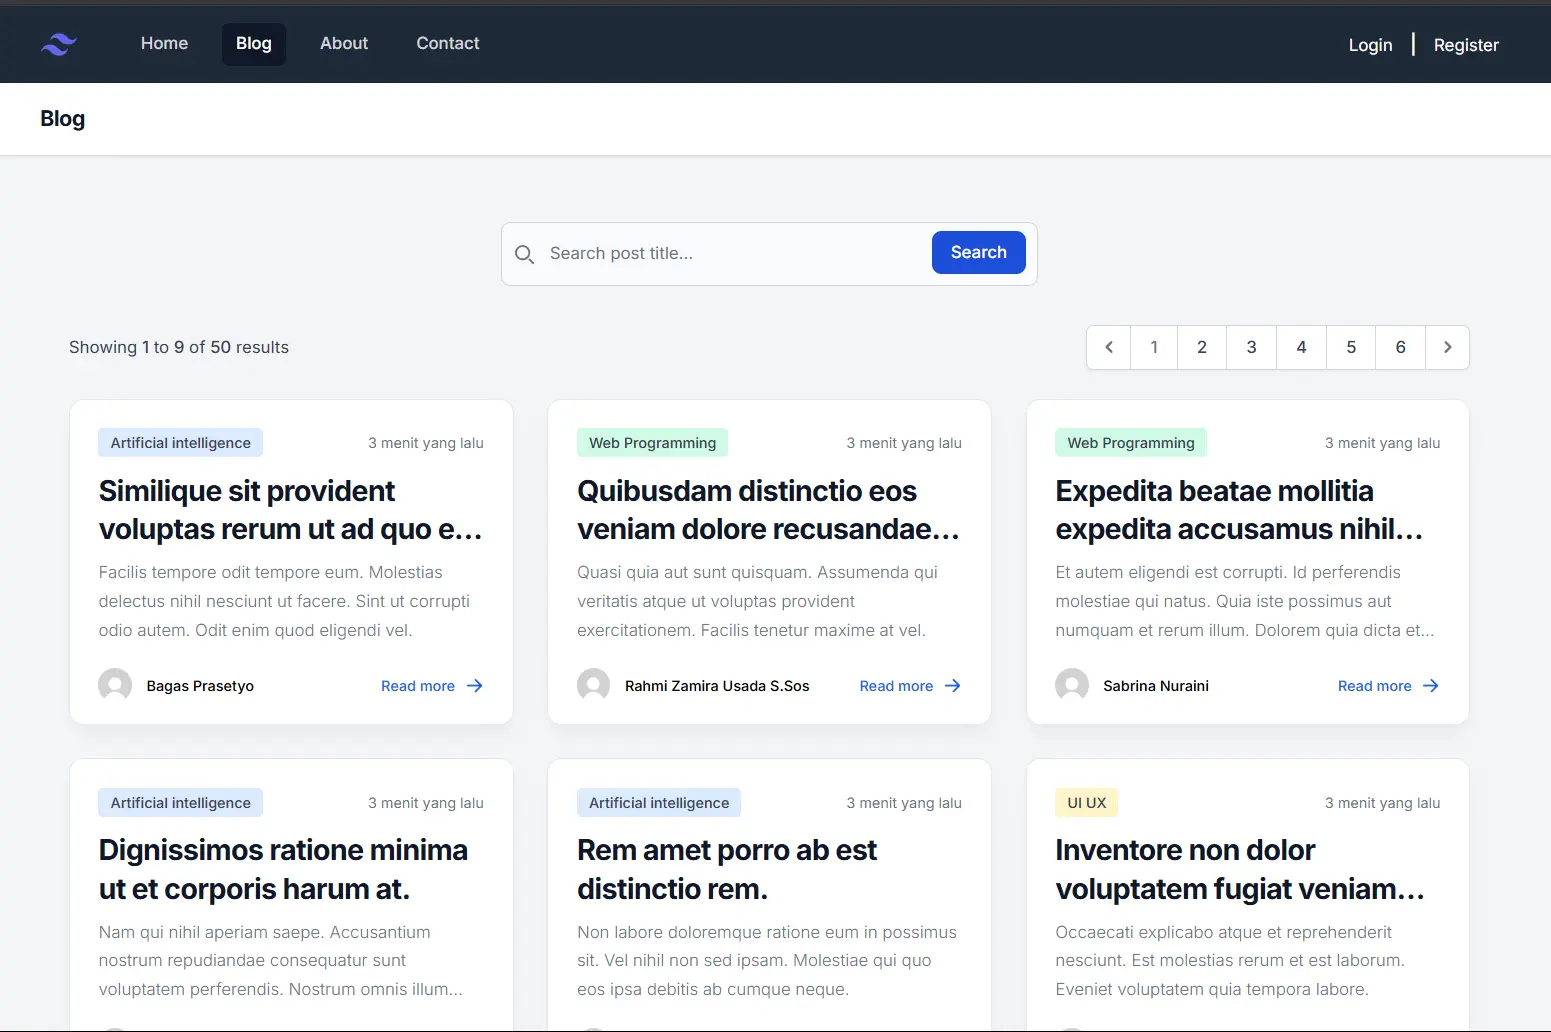 Home Blog About Contact Login | Register
Blog
Search post title...
Search
Showing 1 to 9 of 50 results
1 2 3 4 5 6
Artificial intelligence
3 menit yang lalu
Similique sit provident
voluptas rerum ut ad quo e...
Facilis tempore odit tempore eum. Molestias
delectus nihil nesciunt ut facere. Sint ut corrupti
odio autem. Odit enim quod eligendi vel.
Bagas Prasetyo
Read more
Web Programming
3 menit yang lalu
Quibusdam distinctio eos
veniam dolore recusandae...
Quasi quia aut sunt quisquam. Assumenda qui
veritatis atque ut voluptas provident
exercitationem. Facilis tenetur maxime at vel.
Rahmi Zamira Usada S.Sos
Read more
Web Programming
3 menit yang lalu
Expedita beatae mollitia
expedita accusamus nihil...
Et autem eligendi est corrupti. Id perferendis
molestiae qui natus. Quia iste possimus aut
numquam et rerum illum. Dolorem quia dicta et...
Sabrina Nuraini
Read more
Artificial intelligence
3 menit yang lalu
Dignissimos ratione minima
ut et corporis harum at.
Nam qui nihil aperiam saepe. Accusantium
nostrum repudiandae consequatur sunt
voluptatem perferendis. Nostrum omnis illum...
Artificial intelligence
3 menit yang lalu
Rem amet porro ab est
distinctio rem.
Non labore doloremque ratione eum in possimus
sit. Vel nihil non sed ipsam. Molestiae qui quo
eos ipsa debitis ab cumque neque.
UI UX
3 menit yang lalu
Inventore non dolor
voluptatem fugiat veniam...
Occaecati explicabo atque et reprehenderit
nesciunt. Est molestias rerum et est laborum.
Eveniet voluptatem quia tempora labore.